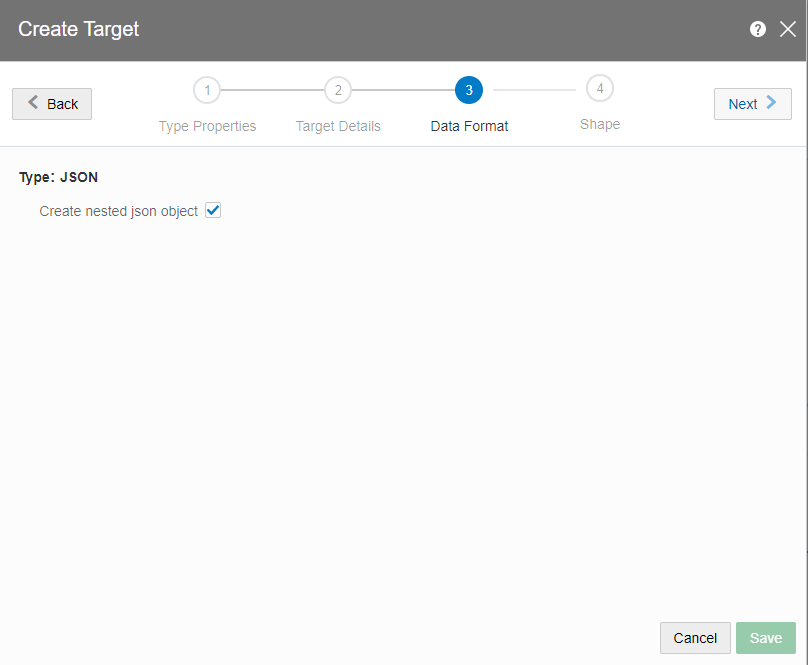 Create Target
?
Back
1
2
3
4
Next
Type Properties
Target Details
Data Format
Shape
Type: JSON
Create nested json object
Cancel
Save